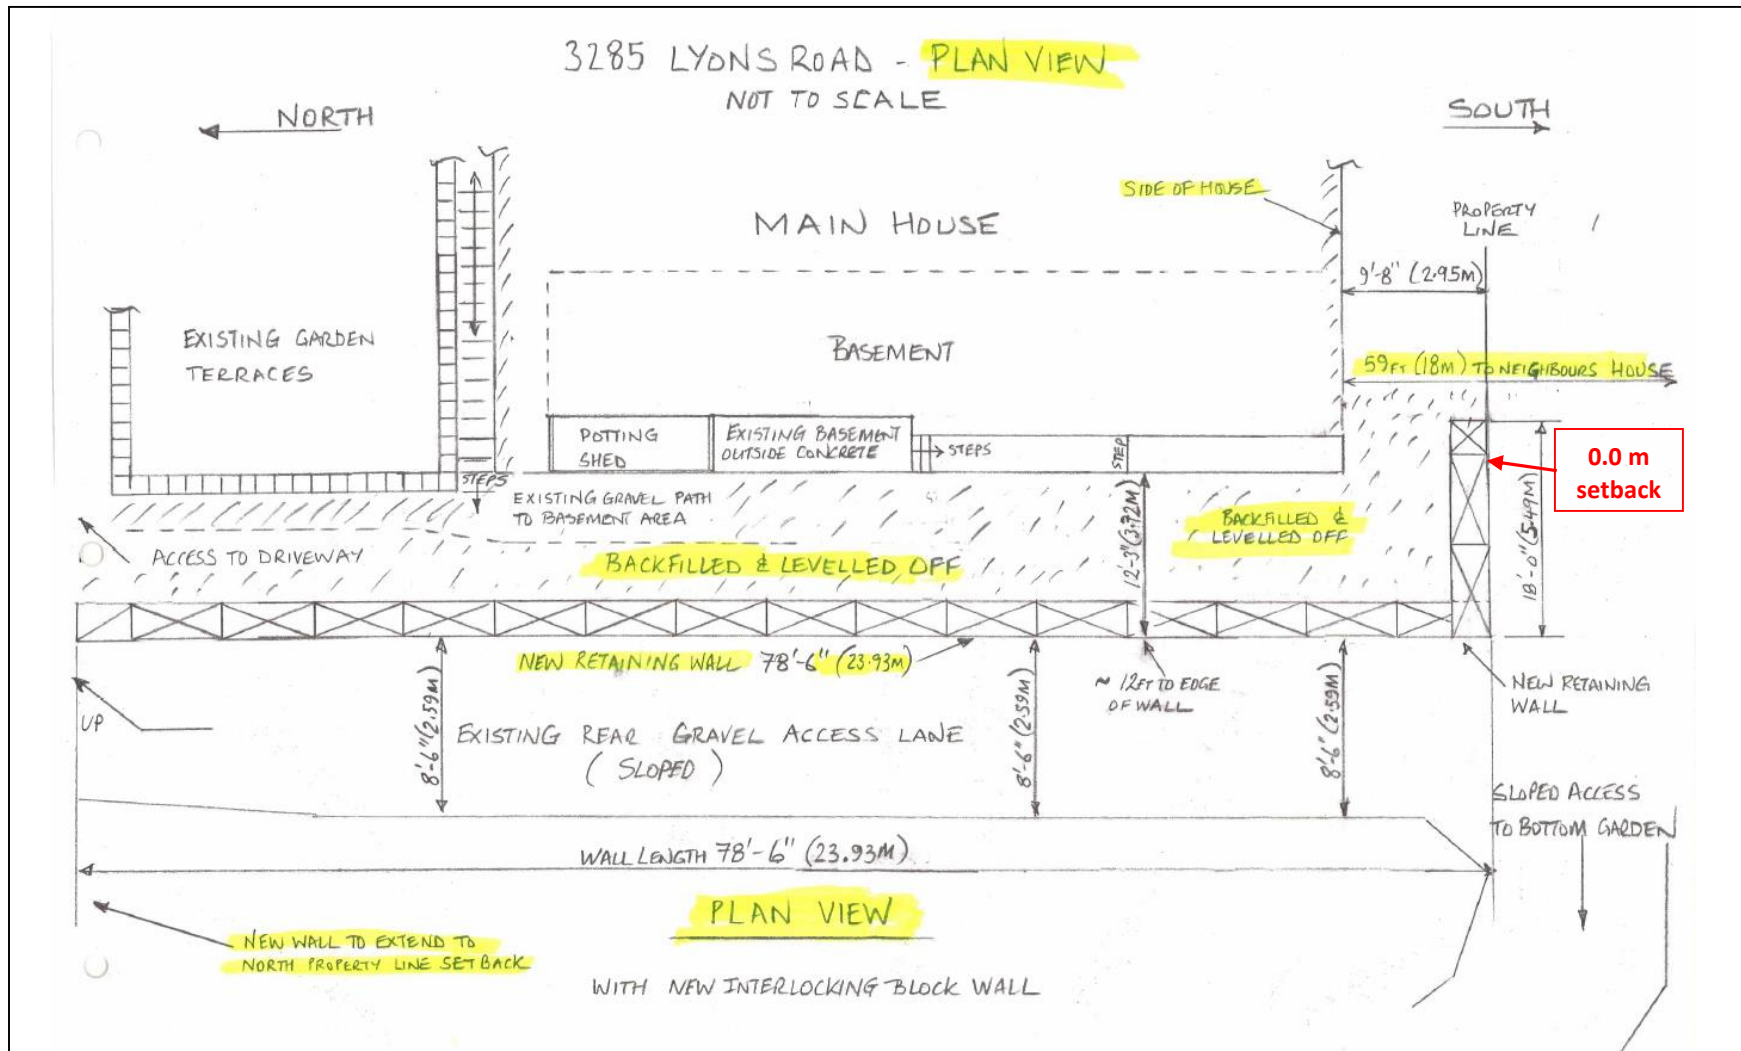 3285 LYONS ROAD - PLAN VIEW
NOT TO SCALE
NORTH
SOUTH
SIDE OF HOUSE
PROPERTY
LINE
MAIN HOUSE
9'-8" (2.95M)
EXISTING GARDEN
TERRACES
BASEMENT
59FT (18M) TO NEIGHBOURS HOUSE
POTTING
SHED
EXISTING BASEMENT
OUTSIDE CONCRETE
STEPS
STEP
0.0 m
setback
STEPS
EXISTING GRAVEL PATH
TO BASEMENT AREA
12'-3" (3.72M)
BACKFILLED &
LEVELLED OFF
18'-0" (5.49M)
ACCESS TO DRIVEWAY
BACKFILLED & LEVELLED OFF
NEW RETAINING WALL 78'-6" (23.93M)
~ 12FT TO EDGE
OF WALL
NEW RETAINING
WALL
UP
8'-6" (2.59M)
EXISTING REAR GRAVEL ACCESS LANE
(SLOPED)
8'-6" (2.59M)
8'-6" (2.59M)
SLOPED ACCESS
TO BOTTOM GARDEN
WALL LENGTH 78'-6" (23.93M)
PLAN VIEW
NEW WALL TO EXTEND TO
NORTH PROPERTY LINE SETBACK
WITH NEW INTERLOCKING BLOCK WALL